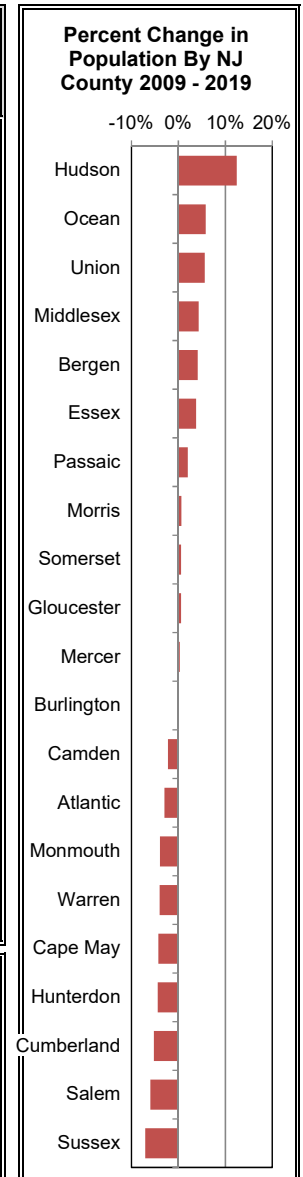 Percent Change in
Population By NJ
County 2009 - 2019
-10% 0% 10% 20%
Hudson
Ocean
Union
Middlesex
Bergen
Essex
Passaic
Morris
Somerset
Gloucester
Mercer
Burlington
Camden
Atlantic
Monmouth
Warren
Cape May
Hunterdon
Cumberland
Salem
Sussex